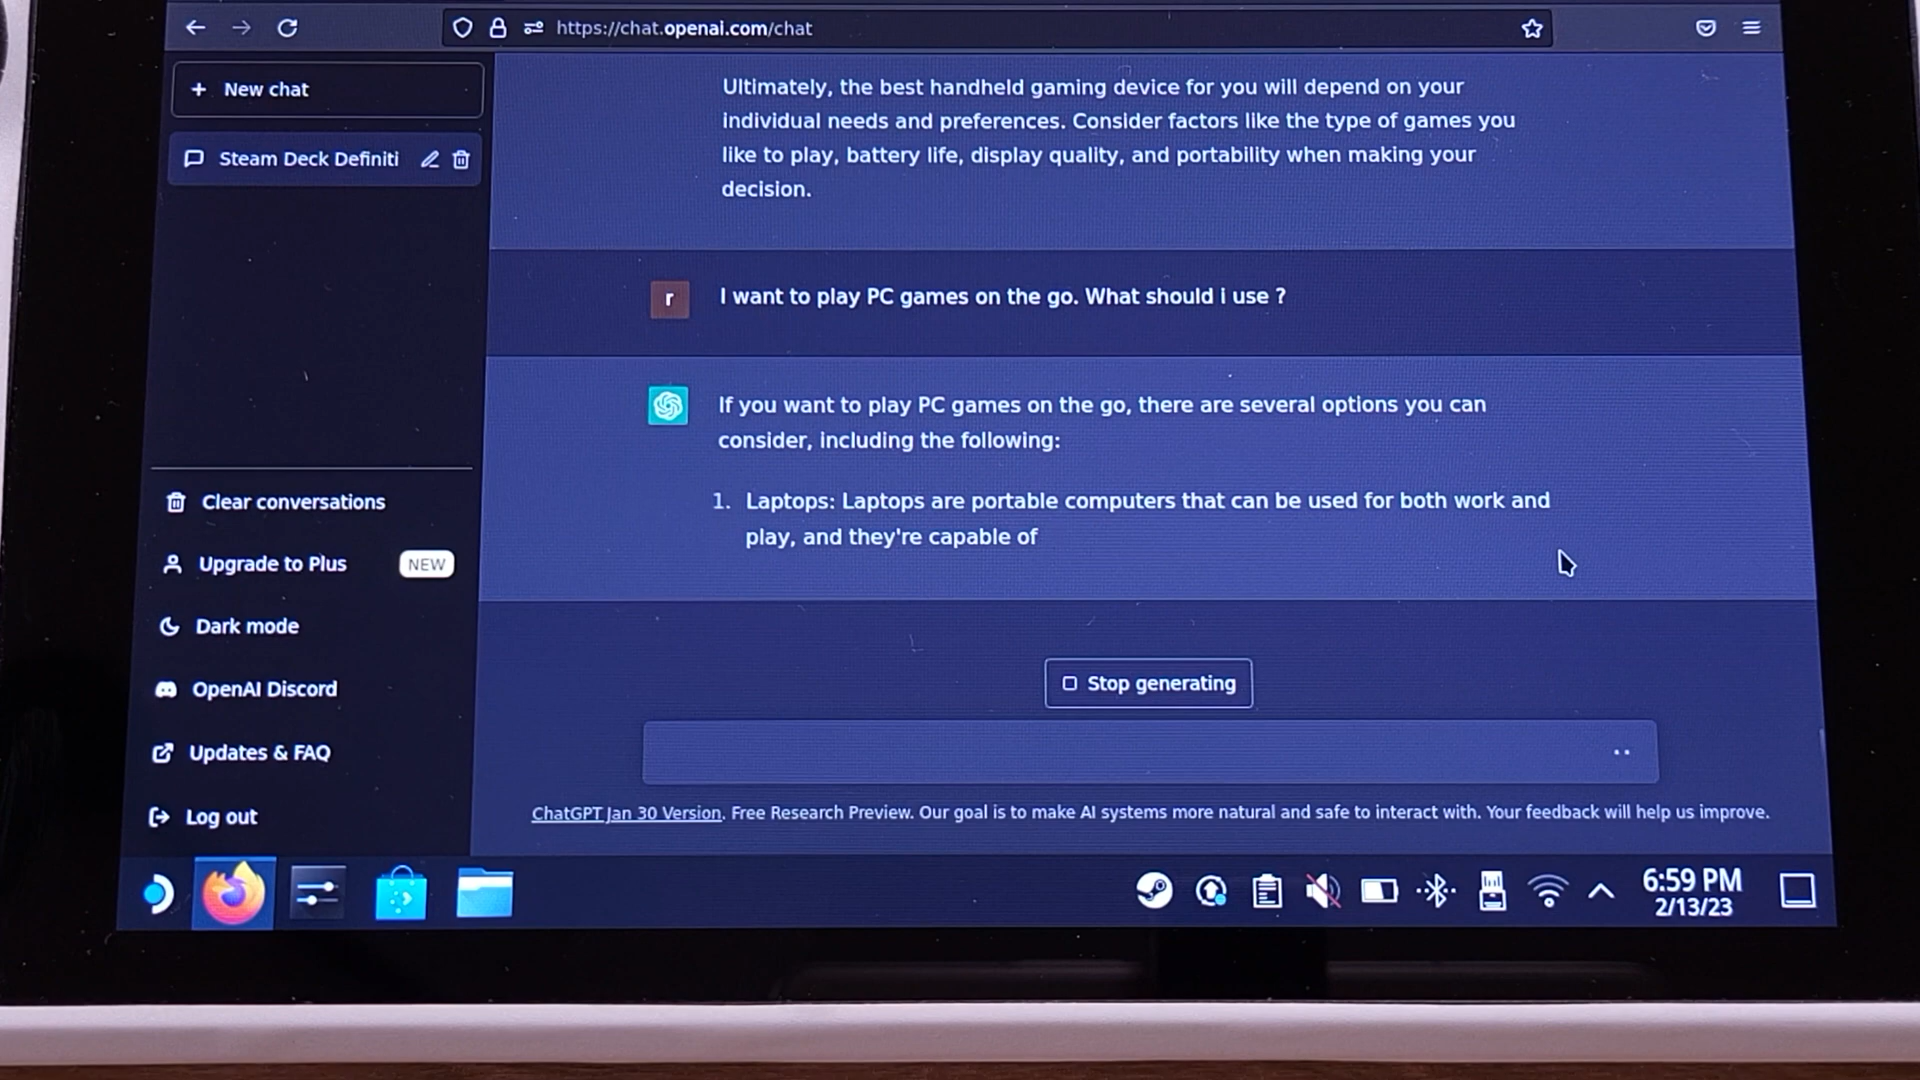 https://chat.openai.com/chat
+ New chat
Steam Deck Definiti
Ultimately, the best handheld gaming device for you will depend on your
individual needs and preferences. Consider factors like the type of games you
like to play, battery life, display quality, and portability when making your
decision.
r
I want to play PC games on the go. What should i use ?
If you want to play PC games on the go, there are several options you can
consider, including the following:
1. Laptops: Laptops are portable computers that can be used for both work and
play, and they're capable of
Clear conversations
Upgrade to Plus NEW
Dark mode
OpenAI Discord
Updates & FAQ
Log out
Stop generating
..
ChatGPT Jan 30 Version. Free Research Preview. Our goal is to make AI systems more natural and safe to interact with. Your feedback will help us improve.
6:59 PM
2/13/23